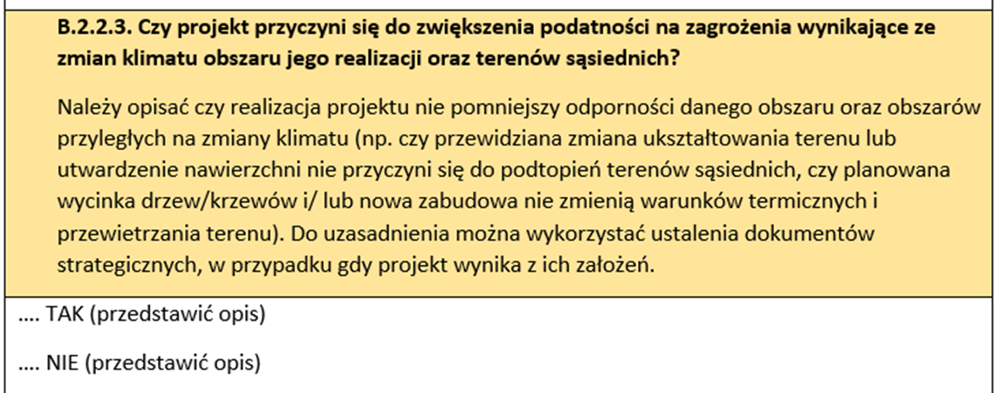 B.2.2.3. Czy projekt przyczyni się do zwiększenia podatności na zagrożenia wynikające ze
zmian klimatu obszaru jego realizacji oraz terenów sąsiednich?
Należy opisać czy realizacja projektu nie pomniejszy odporności danego obszaru oraz obszarów
przyległych na zmiany klimatu (np. czy przewidziana zmiana ukształtowania terenu lub
utwardzenie nawierzchni nie przyczyni się do podtopień terenów sąsiednich, czy planowana
wycinka drzew/krzewów i/ lub nowa zabudowa nie zmienią warunków termicznych i
przewietrzania terenu). Do uzasadnienia można wykorzystać ustalenia dokumentów
strategicznych, w przypadku gdy projekt wynika z ich założeń.
.... TAK (przedstawić opis)
.... NIE (przedstawić opis)